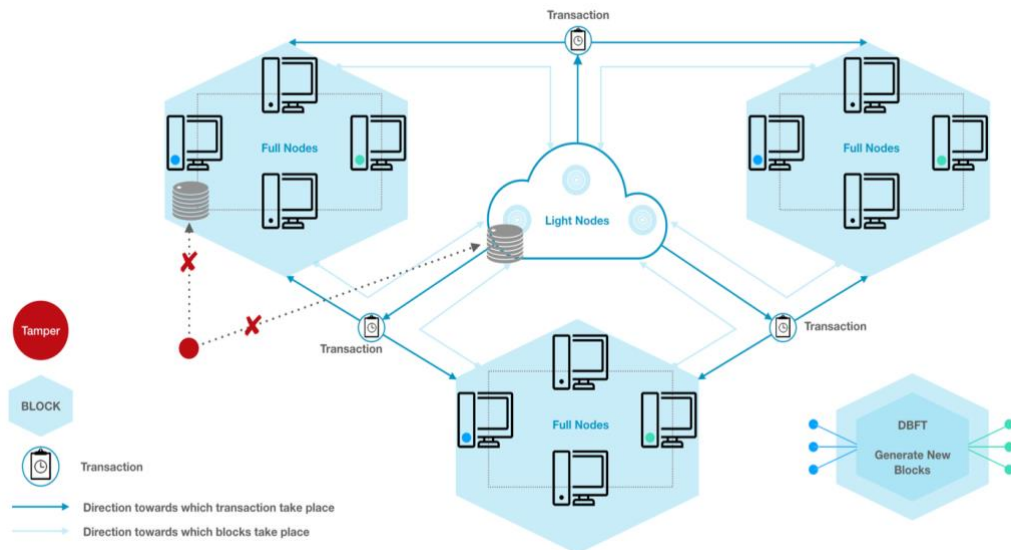 Transaction
Full Nodes
Full Nodes
Light Nodes
Tamper
Transaction
Transaction
BLOCK
Full Nodes
DBFT
Generate New
Blocks
Transaction
Direction towards which transaction take place
Direction towards which blocks take place